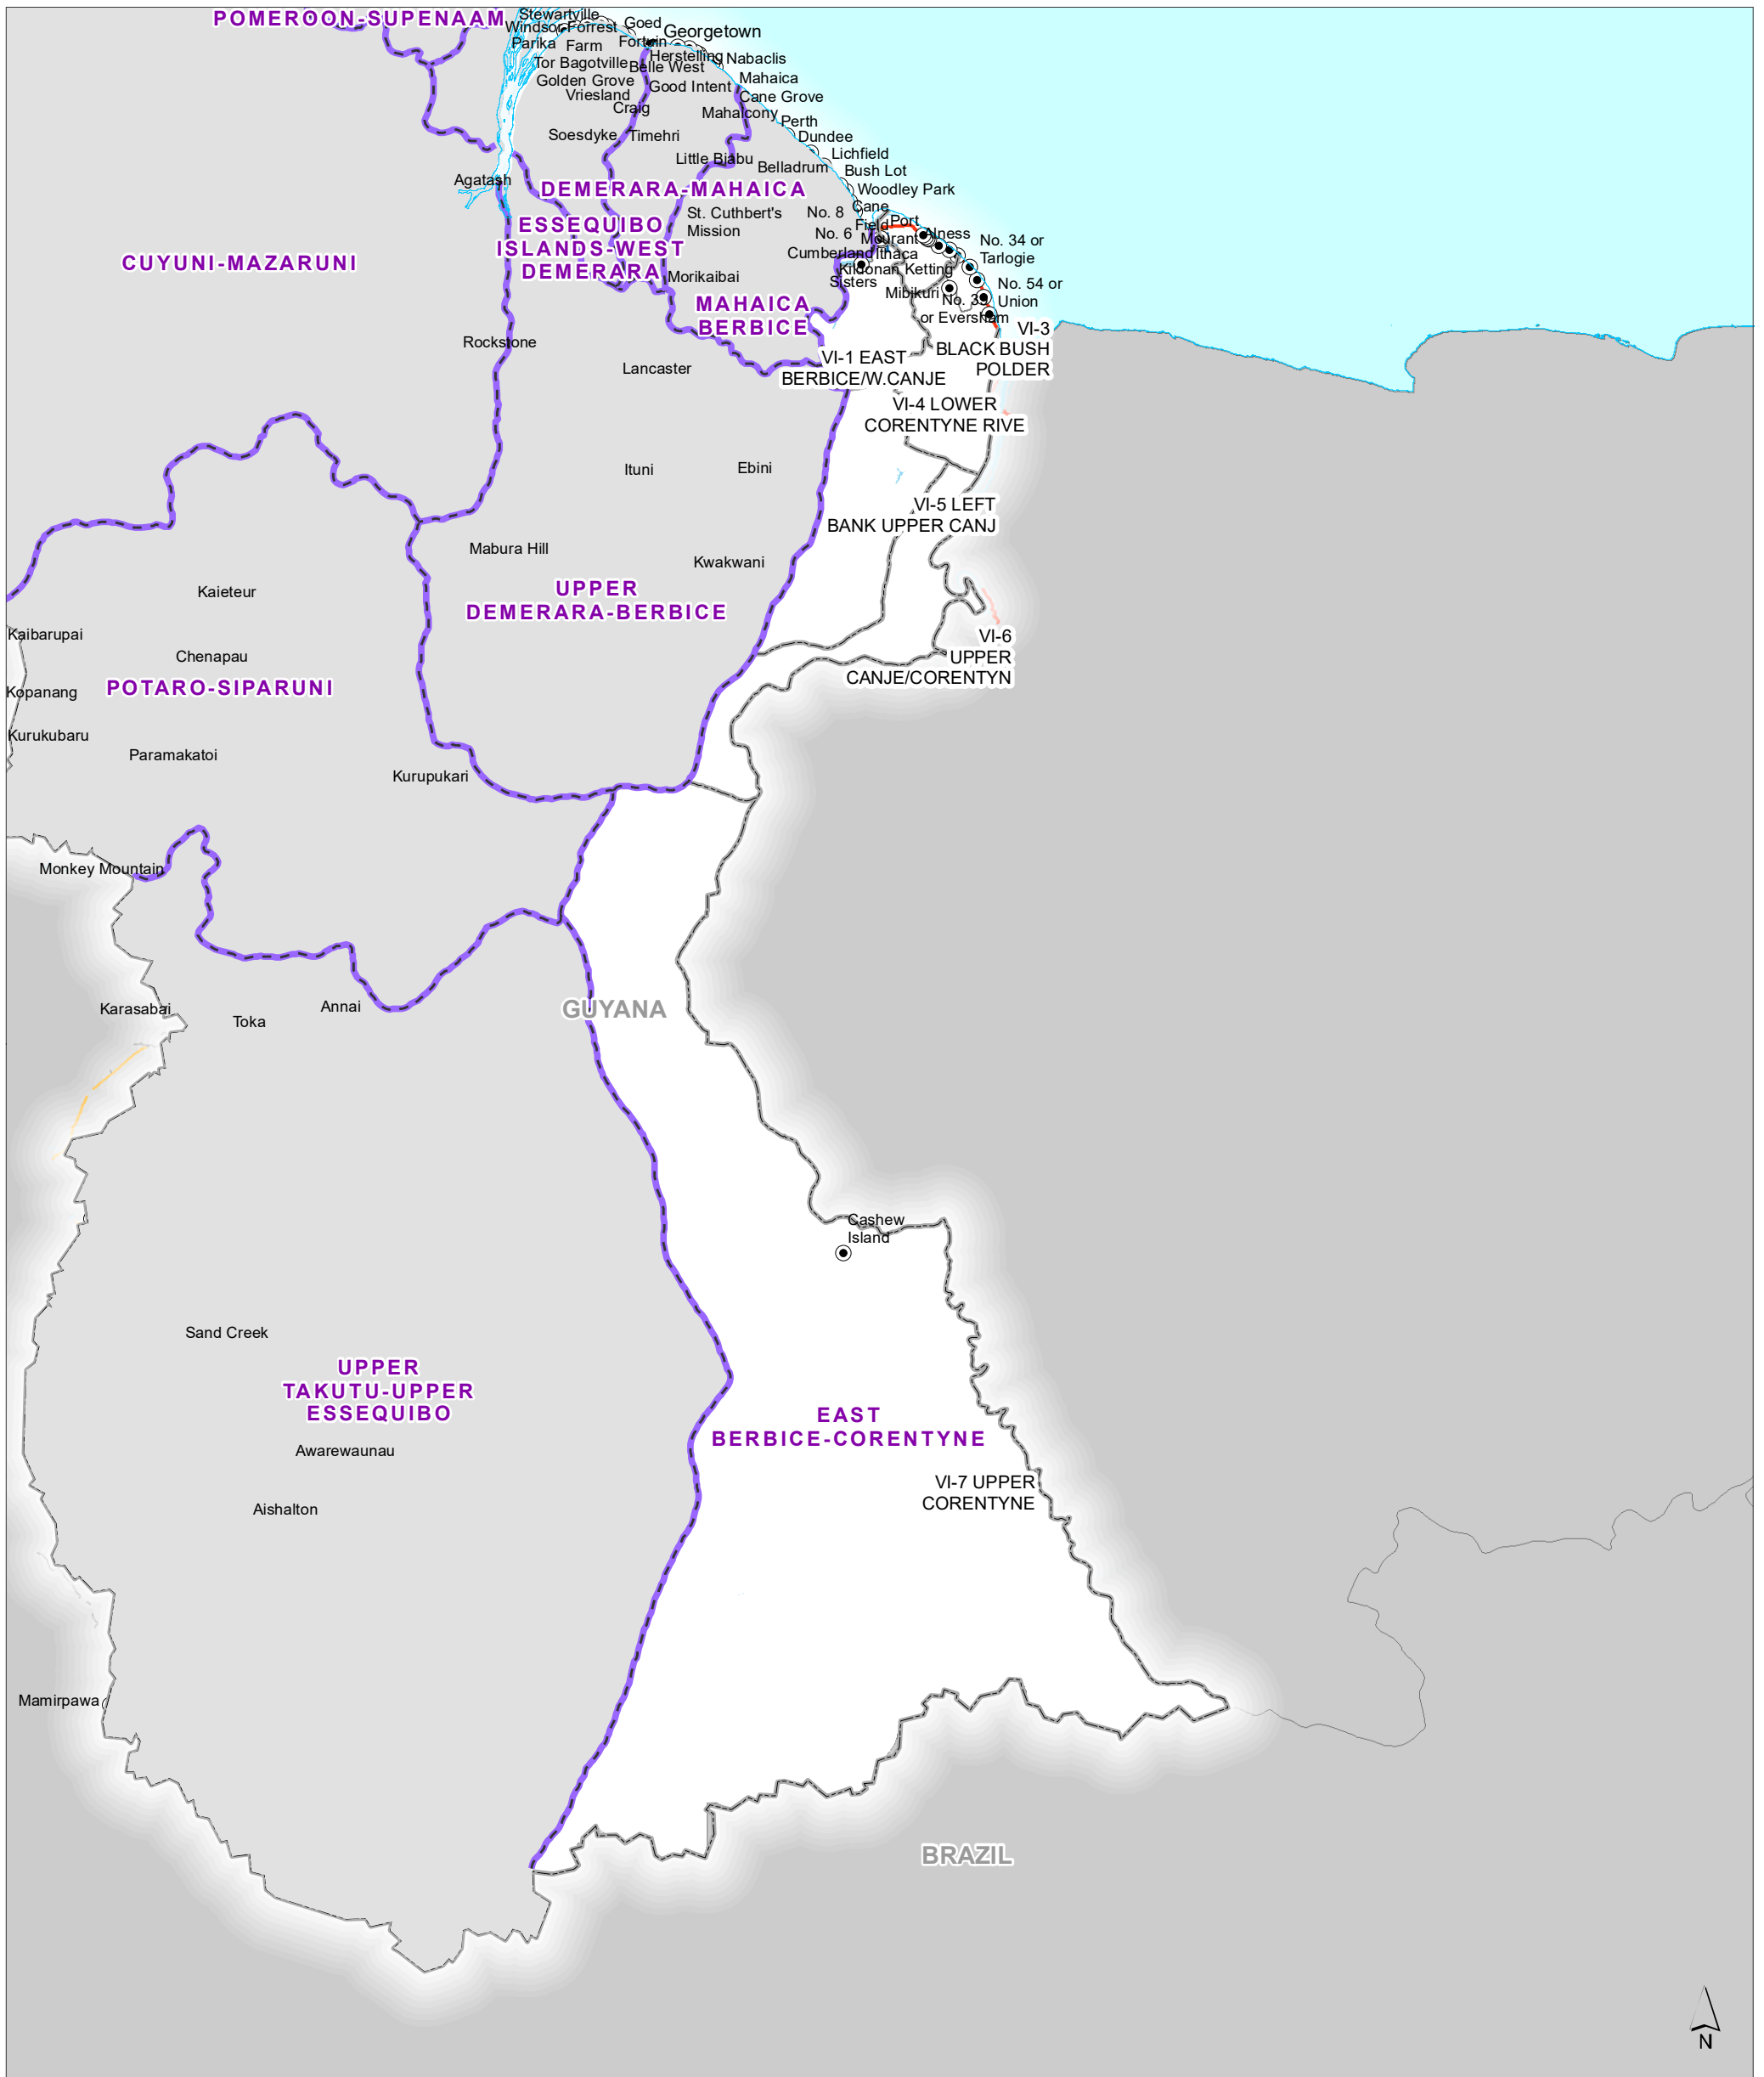 POMEROON-SUPENAAM
Stewartville
Windsor Forrest
Goed
Fortuin
Georgetown
Parika
Farm
Herstelling
Nabaclis
Tor Bagotville
Belle West
Golden Grove
Good Intent
Mahaica
Vriesland
Cane Grove
Craig
Mahaicony
Perth
Soesdyke
Timehri
Dundee
Little Biabu
Lichfield
Belladrum
Bush Lot
Agatash
DEMERARA-MAHAICA
Woodley Park
St. Cuthbert's
Mission
No. 8
Cane
Field
Port
Mourant
Alness
No. 6
ESSEQUIBO
ISLANDS-WEST
DEMERARA
CUYUNI-MAZARUNI
No. 34 or
Tarlogie
Cumberland
Ithaca
Kildonan
Ketting
Morikaibai
Sisters
Mibikuri
No. 54 or
Union
No. 35
or Eversham
MAHAICA
BERBICE
VI-3
BLACK BUSH
POLDER
Rockstone
VI-1 EAST
BERBICE/W.CANJE
Lancaster
VI-4 LOWER
CORENTYNE RIVE
Ituni
Ebini
VI-5 LEFT
BANK UPPER CANJ
Mabura Hill
Kwakwani
UPPER
DEMERARA-BERBICE
Kaieteur
Kaibarupai
VI-6
UPPER
CANJE/CORENTYN
Chenapau
POTARO-SIPARUNI
Kopanang
Kurukubaru
Paramakatoi
Kurupukari
Monkey Mountain
Karasabai
Toka
Annai
GUYANA
Cashew
Island
Sand Creek
UPPER
TAKUTU-UPPER
ESSEQUIBO
EAST
BERBICE-CORENTYNE
Awarewaunau
VI-7 UPPER
CORENTYNE
Aishalton
Mamirpawa
BRAZIL
N